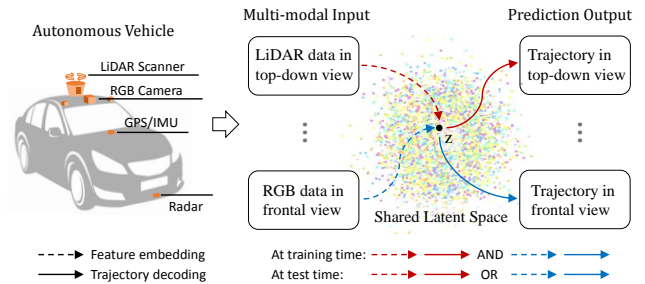 Autonomous Vehicle
LiDAR Scanner
RGB Camera
GPS/IMU
Radar
Multi-modal Input
Prediction Output
LiDAR data in
top-down view
Trajectory in
top-down view
z
RGB data in
frontal view
Shared Latent Space
Trajectory in
frontal view
Feature embedding
Trajectory decoding
At training time: AND
At test time: OR